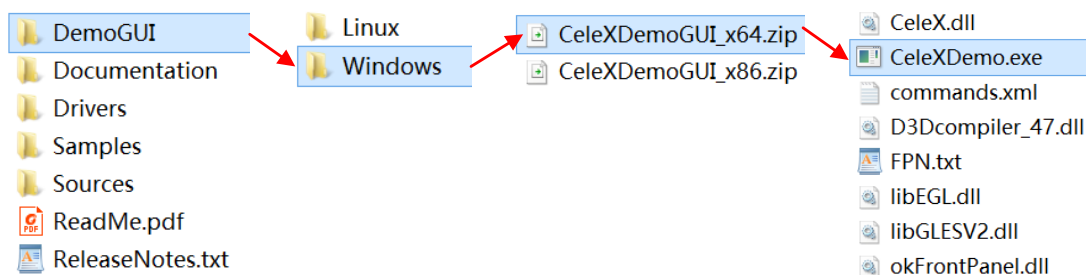 DemoGUI
Documentation
Drivers
Samples
Sources
ReadMe.pdf
ReleaseNotes.txt
Linux
Windows
CeleXDemoGUI_x64.zip
CeleXDemoGUI_x86.zip
CeleX.dll
CeleXDemo.exe
commands.xml
D3Dcompiler_47.dll
FPN.txt
libEGL.dll
libGLESV2.dll
okFrontPanel.dll